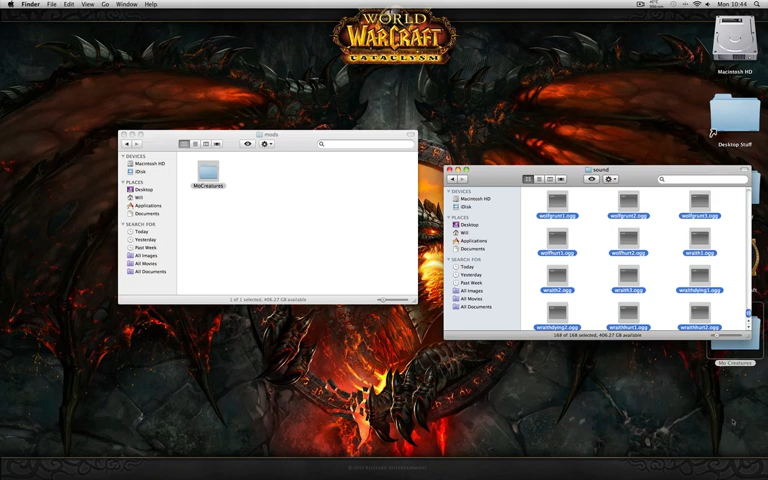 Finder File Edit View Go Window Help
Mon 10:44
WORLD
OF
WARCRAFT
CATACLYSM
Macintosh HD
Desktop Stuff
Mo Creatures
mods
DEVICES
Macintosh HD
iDisk
PLACES
Desktop
Will
Applications
Documents
SEARCH FOR
Today
Yesterday
Past Week
All Images
All Movies
All Documents
MoCreatures
1 of 1 selected, 406.27 GB available
sound
DEVICES
Macintosh HD
iDisk
PLACES
Desktop
Will
Applications
Documents
SEARCH FOR
Today
Yesterday
Past Week
All Images
All Movies
All Documents
wolfgrunt1.ogg wolfgrunt2.ogg wolfgrunt3.ogg
wolfhurt1.ogg wolfhurt2.ogg wraith1.ogg
wraith2.ogg wraith3.ogg wraithdying1.ogg
wraithdying2.ogg wraithhurt1.ogg wraithhurt2.ogg
168 of 168 selected, 406.27 GB available